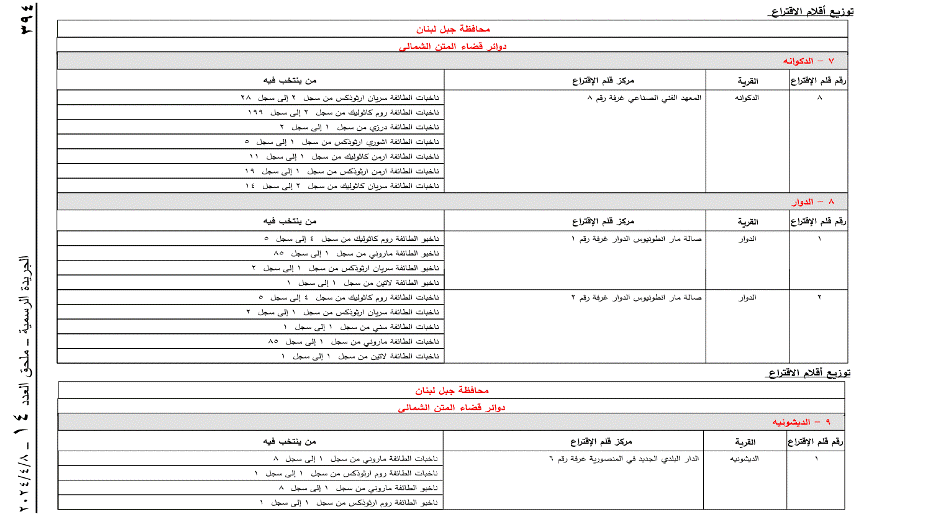 توزيع أقلام الاقتراع
محافظة جبل لبنان
دوائر قضاء المتن الشمالي
٧ - الدكوانه
رقم قلم الإقتراع القرية مركز قلم الإقتراع من ينتخب فيه
٨ الدكوانه المعهد الفني الصناعي غرفة رقم ٨ ناخبات الطائفة سريان ارثوذكس من سجل ٢ إلى سجل ٢٨
ناخبات الطائفة روم كاثوليك من سجل ٢ إلى سجل ١٩٩
ناخبات الطائفة درزي من سجل ١ إلى سجل ٢
ناخبات الطائفة اشوري ارثوذكس من سجل ١ إلى سجل ٥
ناخبات الطائفة ارمن كاثوليك من سجل ١ إلى سجل ١١
ناخبات الطائفة ارمن ارثوذكس من سجل ١ إلى سجل ١٩
ناخبات الطائفة سريان كاثوليك من سجل ٢ إلى سجل ١٤
٨ - الدوار
رقم قلم الإقتراع القرية مركز قلم الإقتراع من ينتخب فيه
١ الدوار صالة مار انطونيوس الدوار غرفة رقم ١ ناخبو الطائفة روم كاثوليك من سجل ٤ إلى سجل ٥
ناخبو الطائفة ماروني من سجل ١ إلى سجل ٨٥
ناخبو الطائفة سريان ارثوذكس من سجل ١ إلى سجل ٢
ناخبو الطائفة لاتين من سجل ١ إلى سجل ١
٢ الدوار صالة مار انطونيوس الدوار غرفة رقم ٢ ناخبات الطائفة روم كاثوليك من سجل ٤ إلى سجل ٥
ناخبات الطائفة سريان ارثوذكس من سجل ١ إلى سجل ٢
ناخبات الطائفة سني من سجل ١ إلى سجل ١
ناخبات الطائفة ماروني من سجل ١ إلى سجل ٨٥
ناخبات الطائفة لاتين من سجل ١ إلى سجل ١
توزيع أقلام الاقتراع
محافظة جبل لبنان
دوائر قضاء المتن الشمالي
٩ - الديشونيه
رقم قلم الإقتراع القرية مركز قلم الإقتراع من ينتخب فيه
١ الديشونيه الدار البلدي الجديد في المنصورية غرفة رقم ٦ ناخبات الطائفة ماروني من سجل ١ إلى سجل ٨
ناخبات الطائفة روم ارثوذكس من سجل ١ إلى سجل ١
ناخبو الطائفة ماروني من سجل ١ إلى سجل ٨
ناخبو الطائفة روم ارثوذكس من سجل ١ إلى سجل ١
٣٩٤
الجريدة الرسمية - ملحق العدد ١٤ - ٢٠٢٤/٤/٨